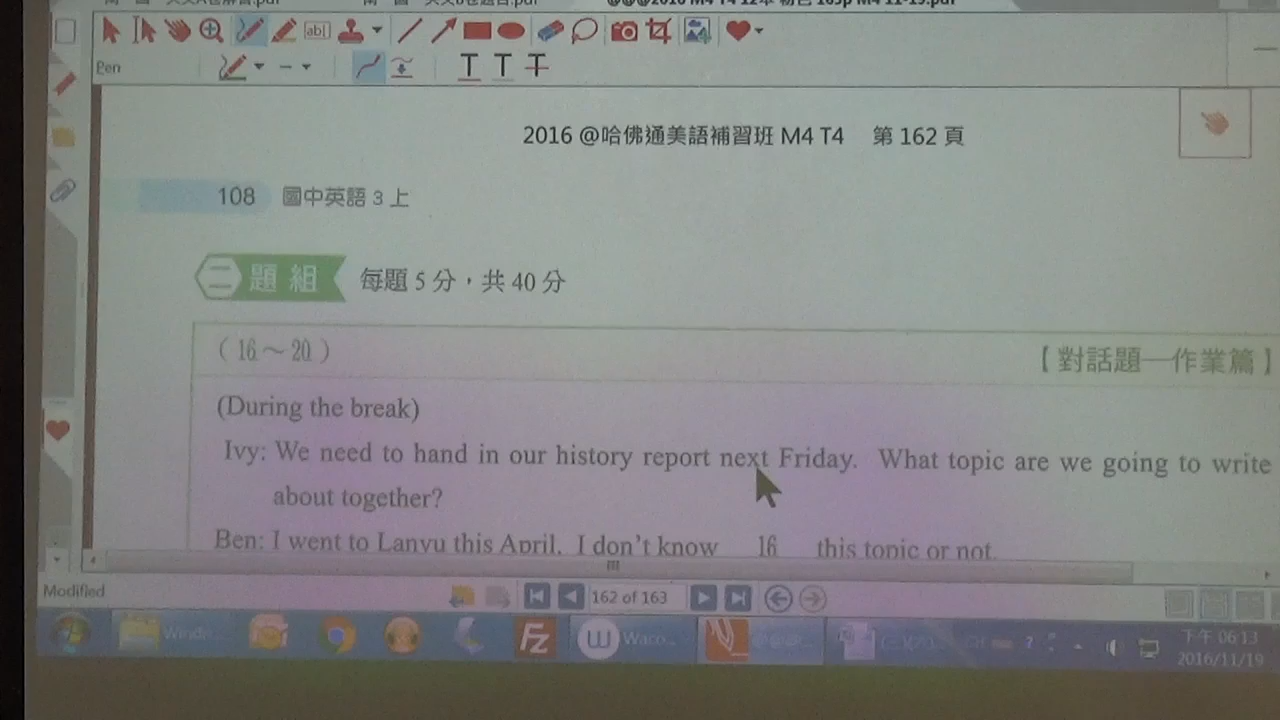 Pen
2016 @哈佛通美語補習班 M4 T4 第 162 頁
108 國中英語 3 上
二 題組 每題 5 分，共 40 分
( 16 ~ 20 )
【對話題—作業篇】
(During the break)
Ivy: We need to hand in our history report next Friday. What topic are we going to write
about together?
Ben: I went to Lanyu this April. I don't know 16 this topic or not.
Modified
162 of 163
下午 06:13
2016/11/19